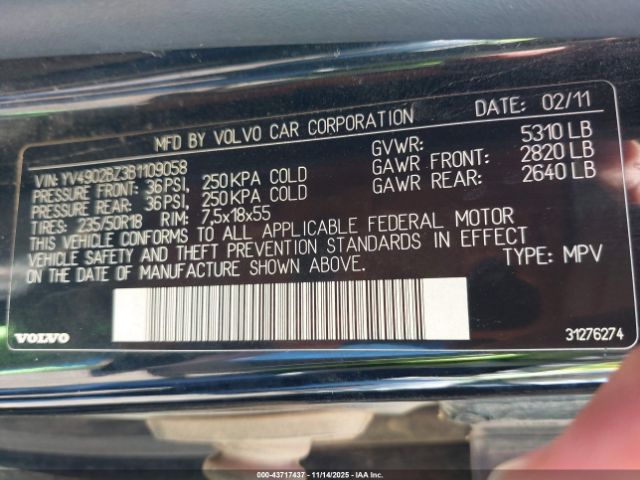 MFD BY VOLVO CAR CORPORATION DATE: 02/11
VIN: YV4902BZ3B1109058 GVWR: 5310 LB
PRESSURE FRONT: 36 PSI, 250 KPA COLD GAWR FRONT: 2820 LB
PRESSURE REAR: 36 PSI, 250 KPA COLD GAWR REAR: 2640 LB
TIRES: 235/50R18 RIM: 7,5x18x55
THIS VEHICLE CONFORMS TO ALL APPLICABLE FEDERAL MOTOR
VEHICLE SAFETY AND THEFT PREVENTION STANDARDS IN EFFECT
ON THE DATE OF MANUFACTURE SHOWN ABOVE. TYPE: MPV
VOLVO 31276274
00-43717437 - 11/14/2025 - IAA Inc.